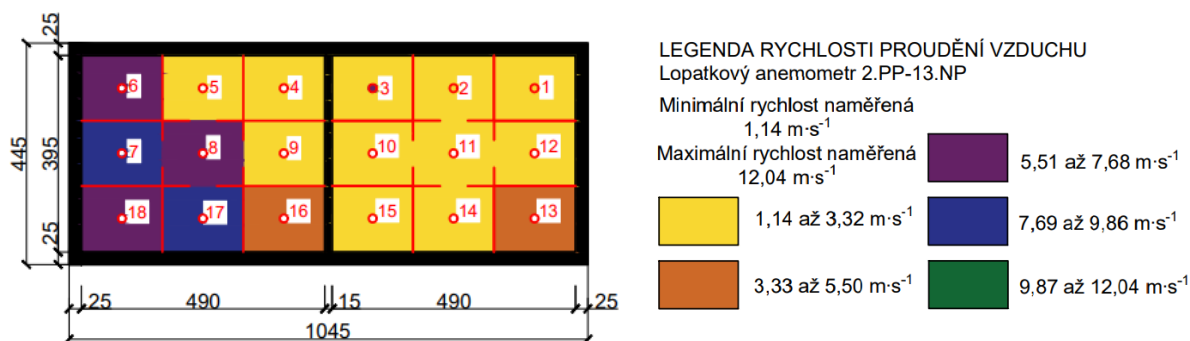 25
6
5
4
3
2
1
7
8
9
10
11
12
18
17
16
15
14
13
445
395
25
25
490
15
490
25
1045
LEGENDA RYCHLOSTI PROUDĚNÍ VZDUCHU
Lopatkový anemometr 2.PP-13.NP
Minimální rychlost naměřená
1,14 m·s⁻¹
Maximální rychlost naměřená
12,04 m·s⁻¹
1,14 až 3,32 m·s⁻¹
3,33 až 5,50 m·s⁻¹
5,51 až 7,68 m·s⁻¹
7,69 až 9,86 m·s⁻¹
9,87 až 12,04 m·s⁻¹